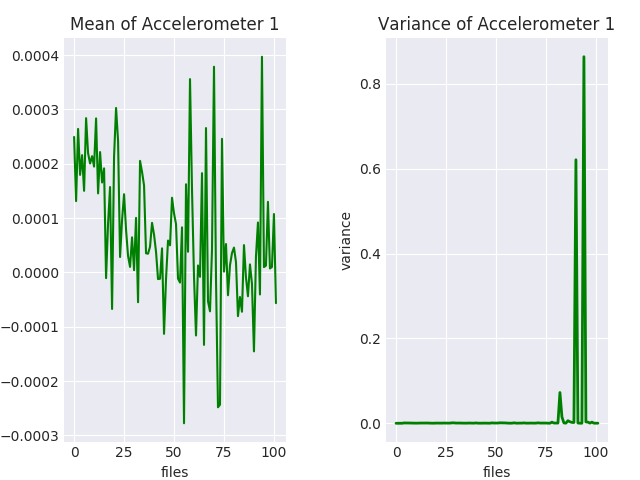 Mean of Accelerometer 1
0.0004
0.0003
0.0002
0.0001
0.0000
−0.0001
−0.0002
−0.0003
0 25 50 75 100
files
Variance of Accelerometer 1
variance
0.8
0.6
0.4
0.2
0.0
0 25 50 75 100
files